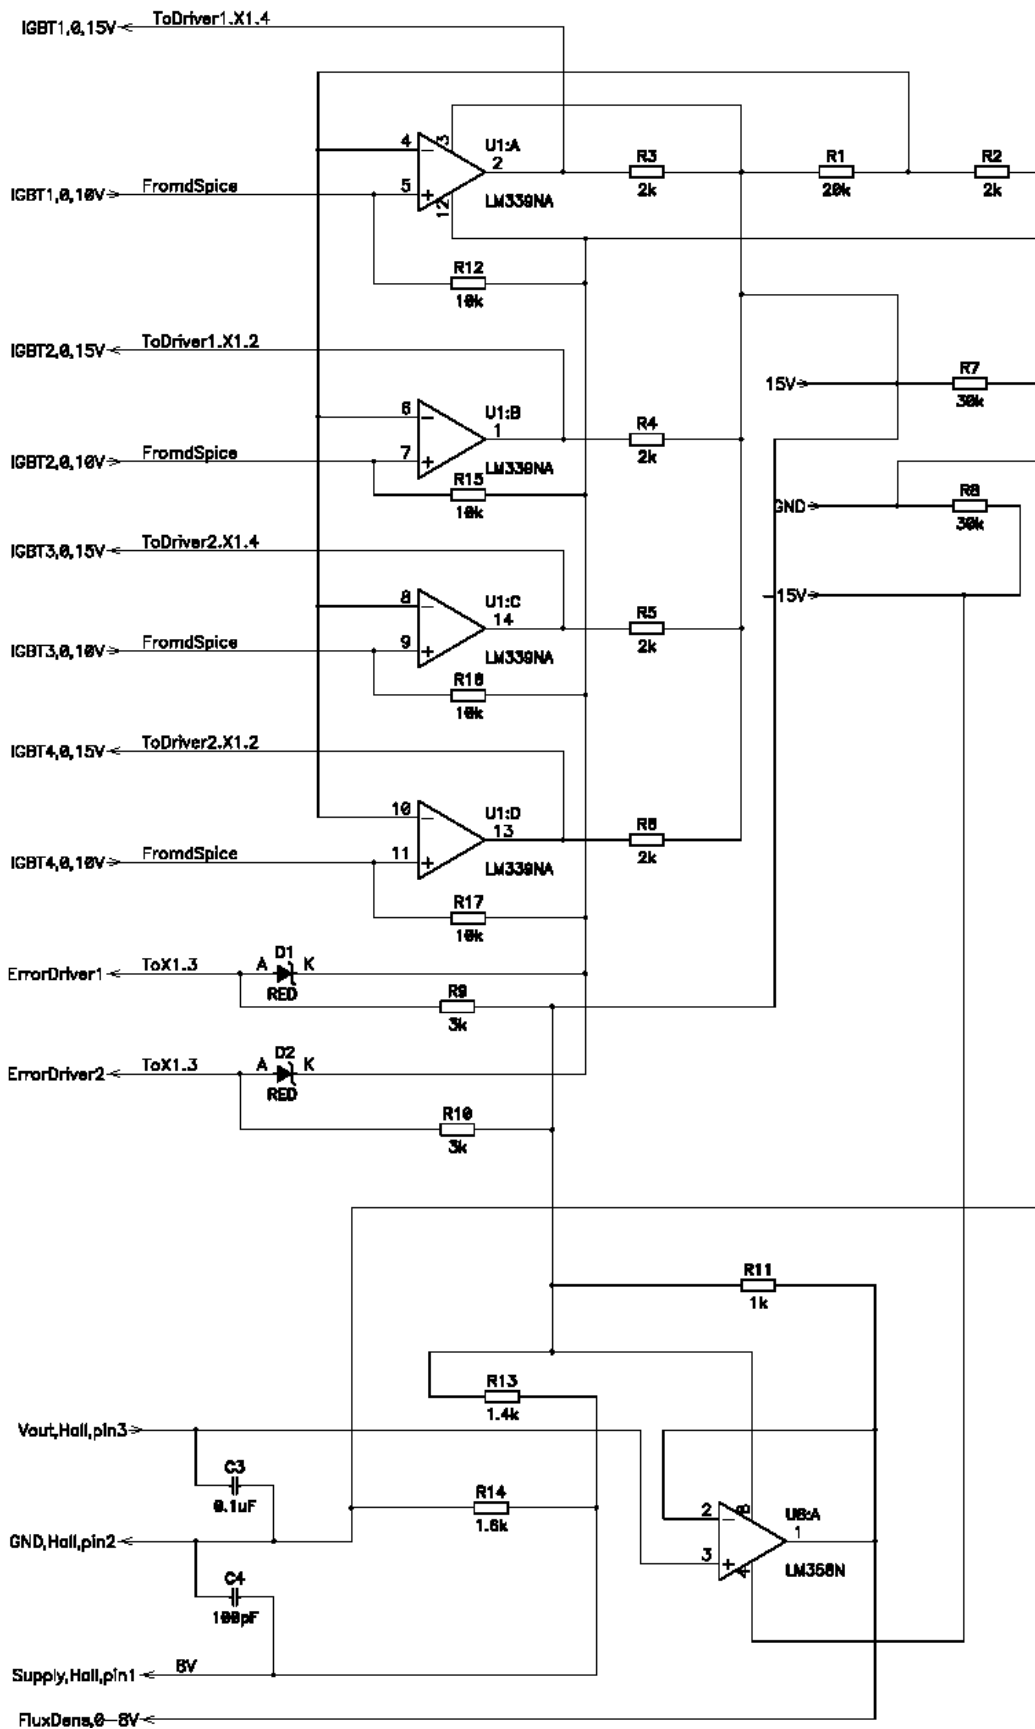 IGBT1,0,15V ToDriver1.X1.4
4 3 U1:A
2
R3 R1 R2
IGBT1,0,10V FromdSpice 5 12 LM339NA 2k 20k 2k
R12
10k
IGBT2,0,15V ToDriver1.X1.2
R7
15V
30k
6 U1:B
1
R4
IGBT2,0,10V FromdSpice 7 LM339NA 2k
R15
10k
GND R8
30k
IGBT3,0,15V ToDriver2.X1.4
8 U1:C
14
R5
-15V
IGBT3,0,10V FromdSpice 9 LM339NA 2k
R16
10k
IGBT4,0,15V ToDriver2.X1.2
10 U1:D
13
R6
IGBT4,0,10V FromdSpice 11 LM339NA 2k
R17
10k
ErrorDriver1 ToX1.3 A D1 K
RED
R9
3k
ErrorDriver2 ToX1.3 A D2 K
RED
R10
3k
R11
1k
R13
1.4k
Vout,Hall,pin3
C3
0.1uF
R14
1.6k
2 8 U6:A
1
GND,Hall,pin2
3 4 LM358N
C4
100pF
Supply,Hall,pin1 8V
FluxDens,0-8V